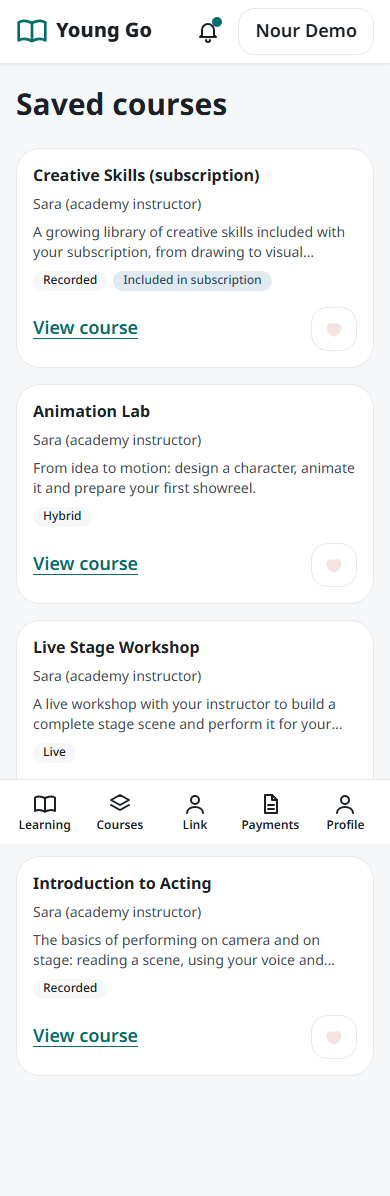 Young Go
Nour Demo
Saved courses
Creative Skills (subscription)
Sara (academy instructor)
A growing library of creative skills included with
your subscription, from drawing to visual...
Recorded
Included in subscription
View course
Animation Lab
Sara (academy instructor)
From idea to motion: design a character, animate
it and prepare your first showreel.
Hybrid
View course
Live Stage Workshop
Sara (academy instructor)
A live workshop with your instructor to build a
complete stage scene and perform it for your...
Live
Learning
Courses
Link
Payments
Profile
Introduction to Acting
Sara (academy instructor)
The basics of performing on camera and on
stage: reading a scene, using your voice and...
Recorded
View course